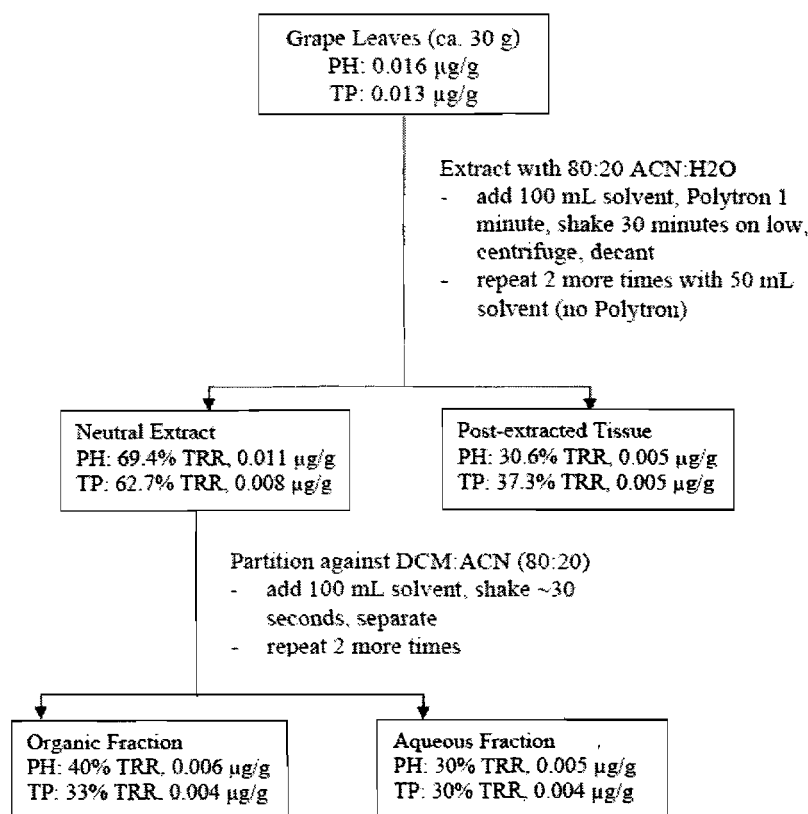 Grape Leaves (ca. 30 g)
PH: 0.016 µg/g
TP: 0.013 µg/g
Extract with 80:20 ACN:H2O
- add 100 mL solvent, Polytron 1
minute, shake 30 minutes on low,
centrifuge, decant
- repeat 2 more times with 50 mL
solvent (no Polytron)
Neutral Extract
PH: 69.4% TRR, 0.011 µg/g
TP: 62.7% TRR, 0.008 µg/g
Post-extracted Tissue
PH: 30.6% TRR, 0.005 µg/g
TP: 37.3% TRR, 0.005 µg/g
Partition against DCM:ACN (80:20)
- add 100 mL solvent, shake ~30
seconds, separate
- repeat 2 more times
Organic Fraction
PH: 40% TRR, 0.006 µg/g
TP: 33% TRR, 0.004 µg/g
Aqueous Fraction
PH: 30% TRR, 0.005 µg/g
TP: 30% TRR, 0.004 µg/g